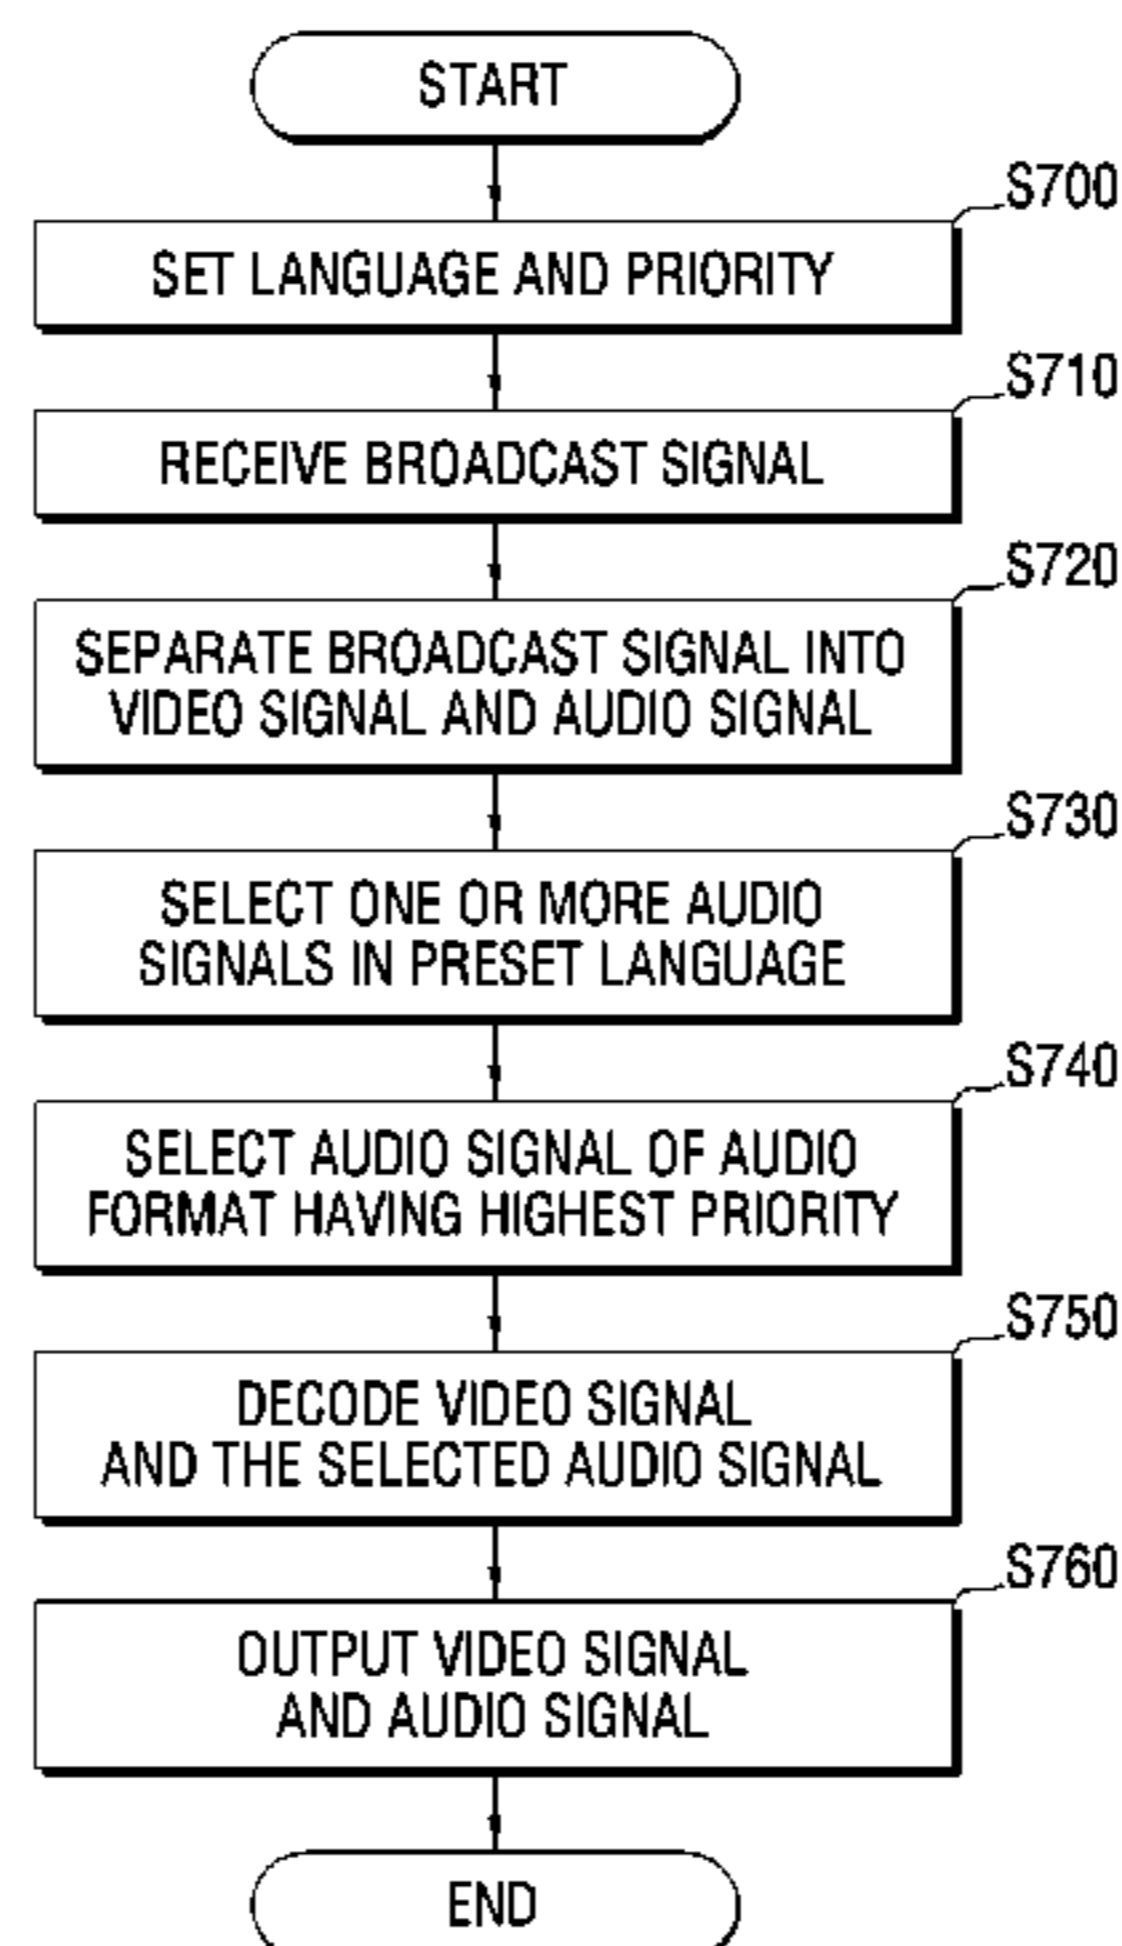 START
S700
SET LANGUAGE AND PRIORITY
S710
RECEIVE BROADCAST SIGNAL
S720
SEPARATE BROADCAST SIGNAL INTO
VIDEO SIGNAL AND AUDIO SIGNAL
S730
SELECT ONE OR MORE AUDIO
SIGNALS IN PRESET LANGUAGE
S740
SELECT AUDIO SIGNAL OF AUDIO
FORMAT HAVING HIGHEST PRIORITY
S750
DECODE VIDEO SIGNAL
AND THE SELECTED AUDIO SIGNAL
S760
OUTPUT VIDEO SIGNAL
AND AUDIO SIGNAL
END